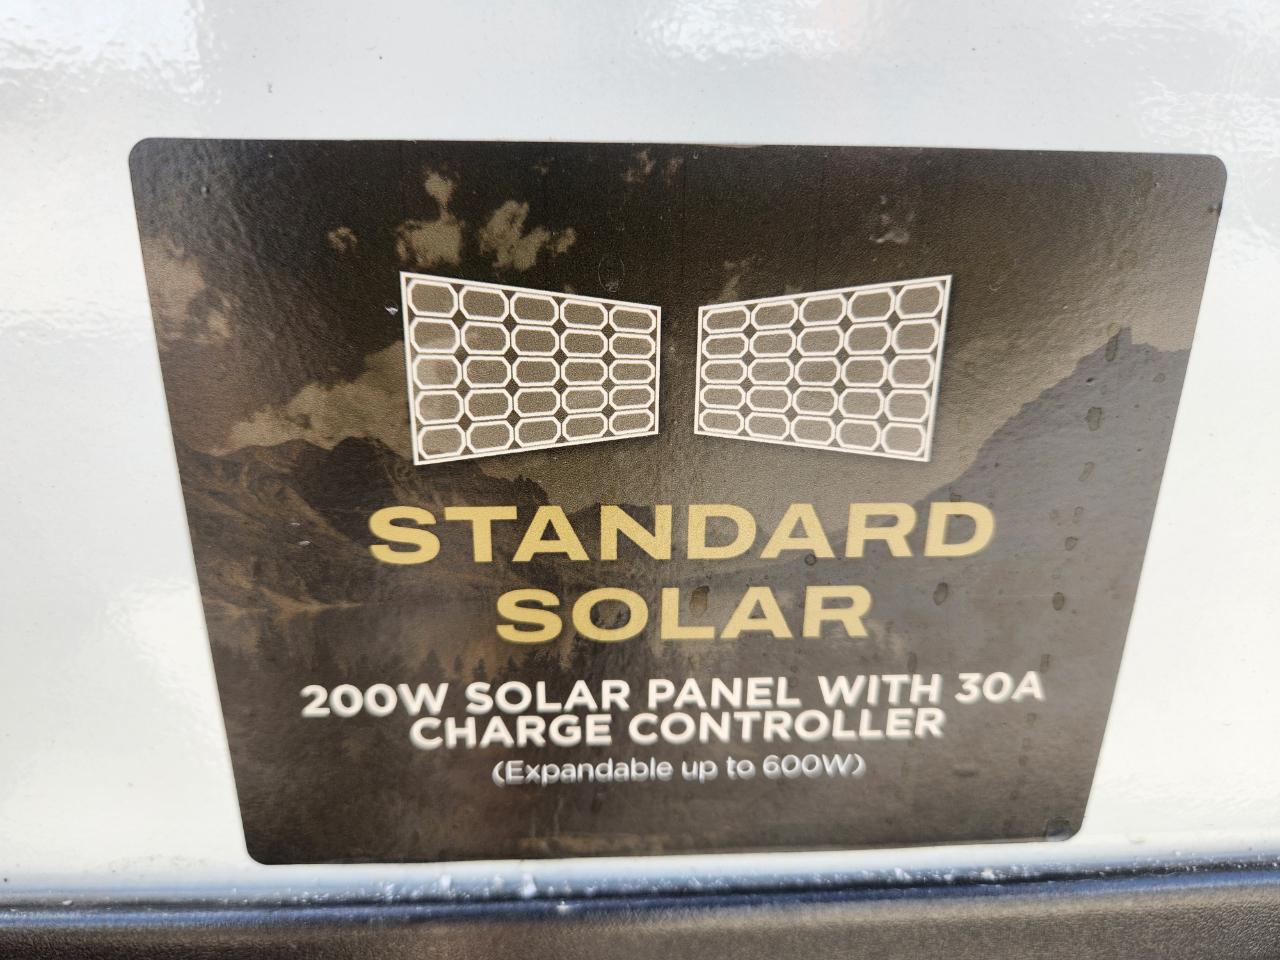 STANDARD
SOLAR
200W SOLAR PANEL WITH 30A
CHARGE CONTROLLER
(Expandable up to 600W)